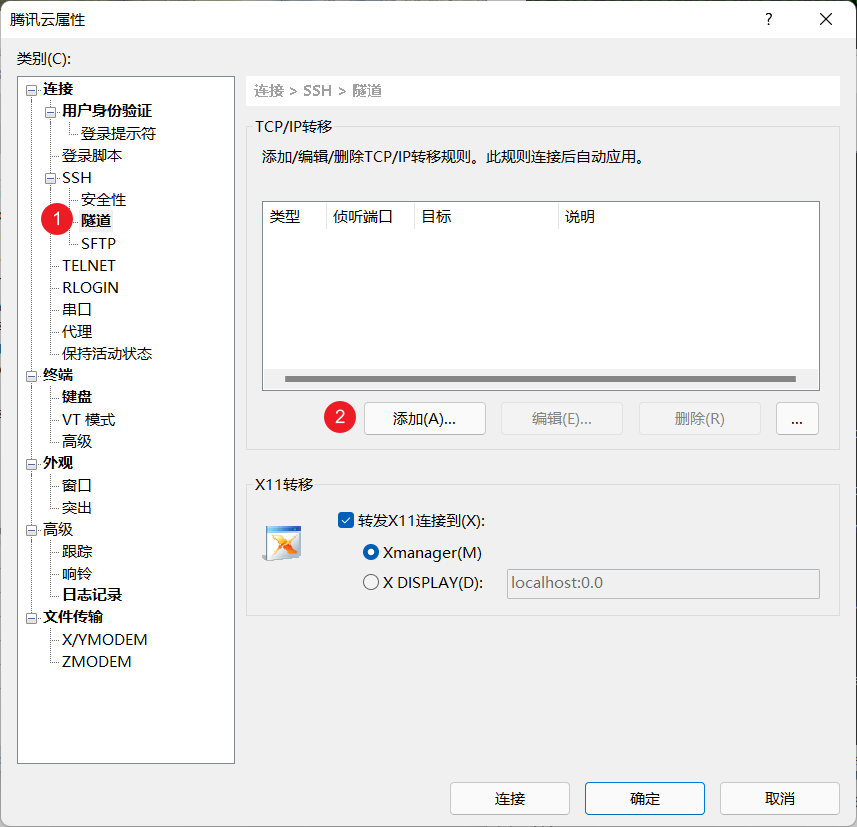 腾讯云属性
?
类别(C):
连接
用户身份验证
登录提示符
登录脚本
SSH
安全性
1
隧道
SFTP
TELNET
RLOGIN
串口
代理
保持活动状态
终端
键盘
VT 模式
高级
外观
窗口
突出
高级
跟踪
响铃
日志记录
文件传输
X/YMODEM
ZMODEM
连接 > SSH > 隧道
TCP/IP转移
添加/编辑/删除TCP/IP转移规则。此规则连接后自动应用。
类型 侦听端口 目标 说明
2 添加(A)... 编辑(E)... 删除(R) ...
X11转移
转发X11连接到(X):
Xmanager(M)
X DISPLAY(D): localhost:0.0
连接 确定 取消